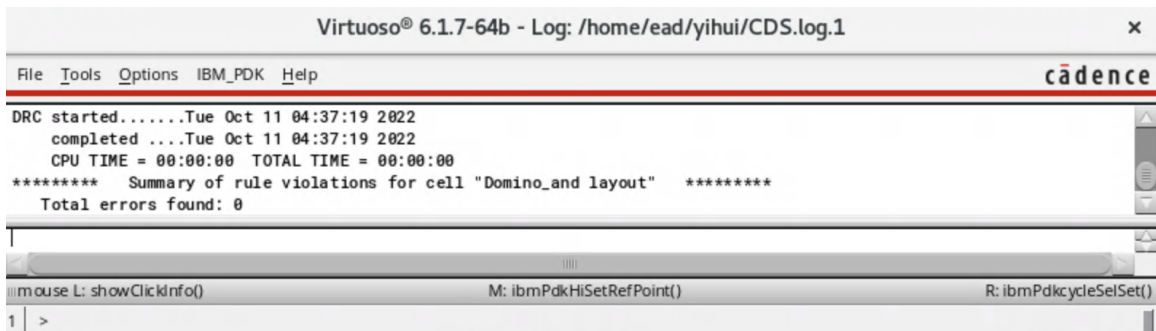 Virtuoso® 6.1.7-64b - Log: /home/ead/yihui/CDS.log.1 ×
File Tools Options IBM_PDK Help cādence
DRC started.......Tue Oct 11 04:37:19 2022
completed ....Tue Oct 11 04:37:19 2022
CPU TIME = 00:00:00 TOTAL TIME = 00:00:00
********* Summary of rule violations for cell "Domino_and layout" *********
Total errors found: 0
mouse L: showClickInfo() M: ibmPdkHiSetRefPoint() R: ibmPdkcycleSelSet()
1 >